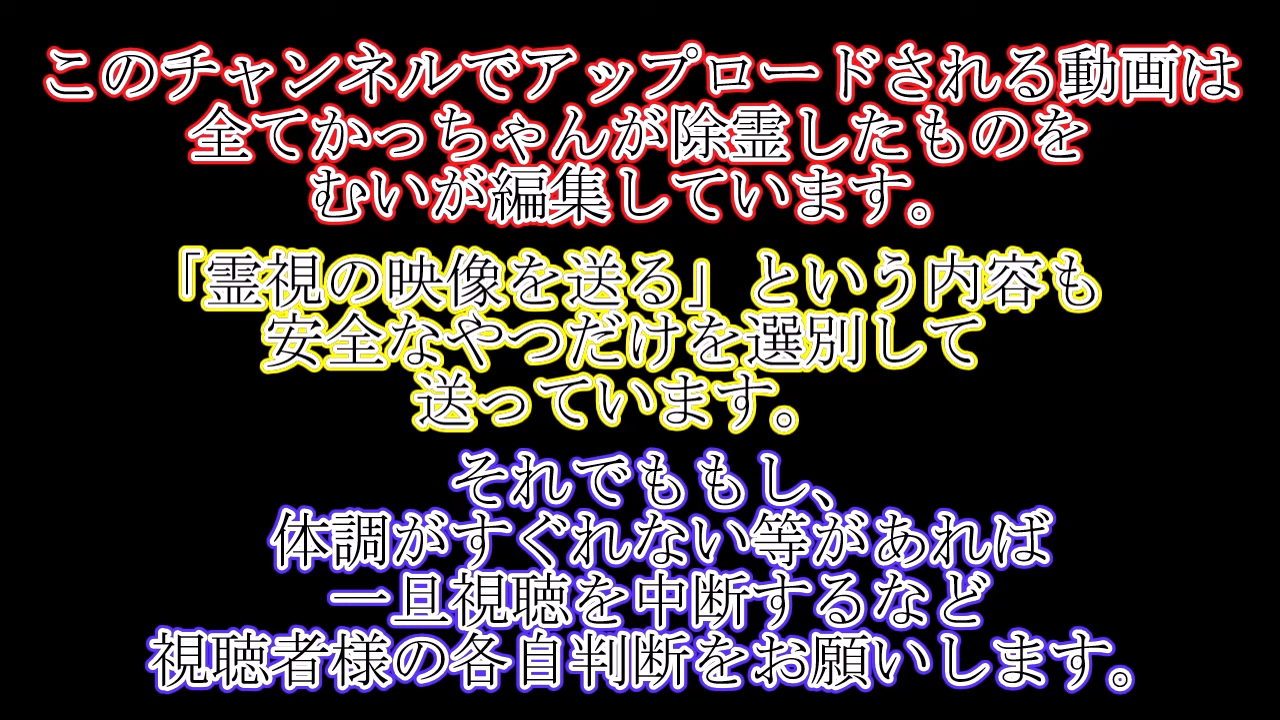 このチャンネルでアップロードされる動画は
全てかっちゃんが除霊したものを
むいが編集しています。
「霊視の映像を送る」という内容も
安全なやつだけを選別して
送っています。
それでももし、
体調がすぐれない等があれば
一旦視聴を中断するなど
視聴者様の各自判断をお願いします。